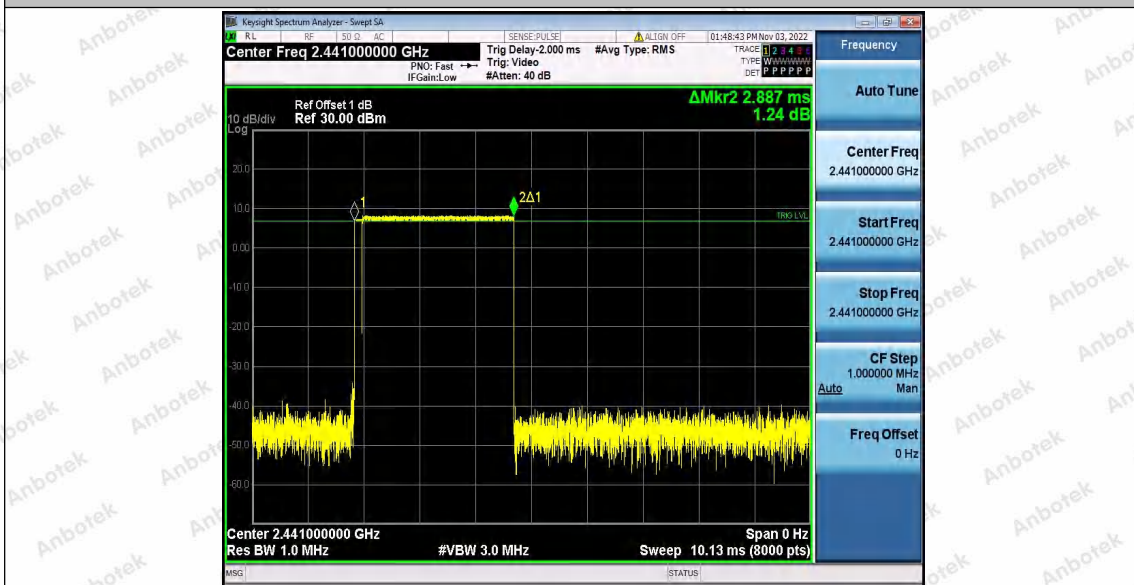 Keysight Spectrum Analyzer - Swept SA
RL RF 50 Ω AC SENSE:PULSE ALIGN OFF 01:48:43 PM Nov 03, 2022
Center Freq 2.441000000 GHz
PNO: Fast
IFGain:Low
Trig Delay-2.000 ms
Trig: Video
#Atten: 40 dB
#Avg Type: RMS
TRACE 1 2 3 4 5 6
TYPE WWWWWW
DET P P P P P P
Ref Offset 1 dB
10 dB/div Ref 30.00 dBm
Log
ΔMkr2 2.887 ms
1.24 dB
20.0
10.0
0.00
-10.0
-20.0
-30.0
-40.0
-50.0
-60.0
1
2Δ1
TRIG LVL
Center 2.441000000 GHz
Span 0 Hz
Res BW 1.0 MHz
#VBW 3.0 MHz
Sweep 10.13 ms (8000 pts)
MSG
STATUS
Frequency
Auto Tune
Center Freq
2.441000000 GHz
Start Freq
2.441000000 GHz
Stop Freq
2.441000000 GHz
CF Step
1.000000 MHz
Auto Man
Freq Offset
0 Hz
Anbotek